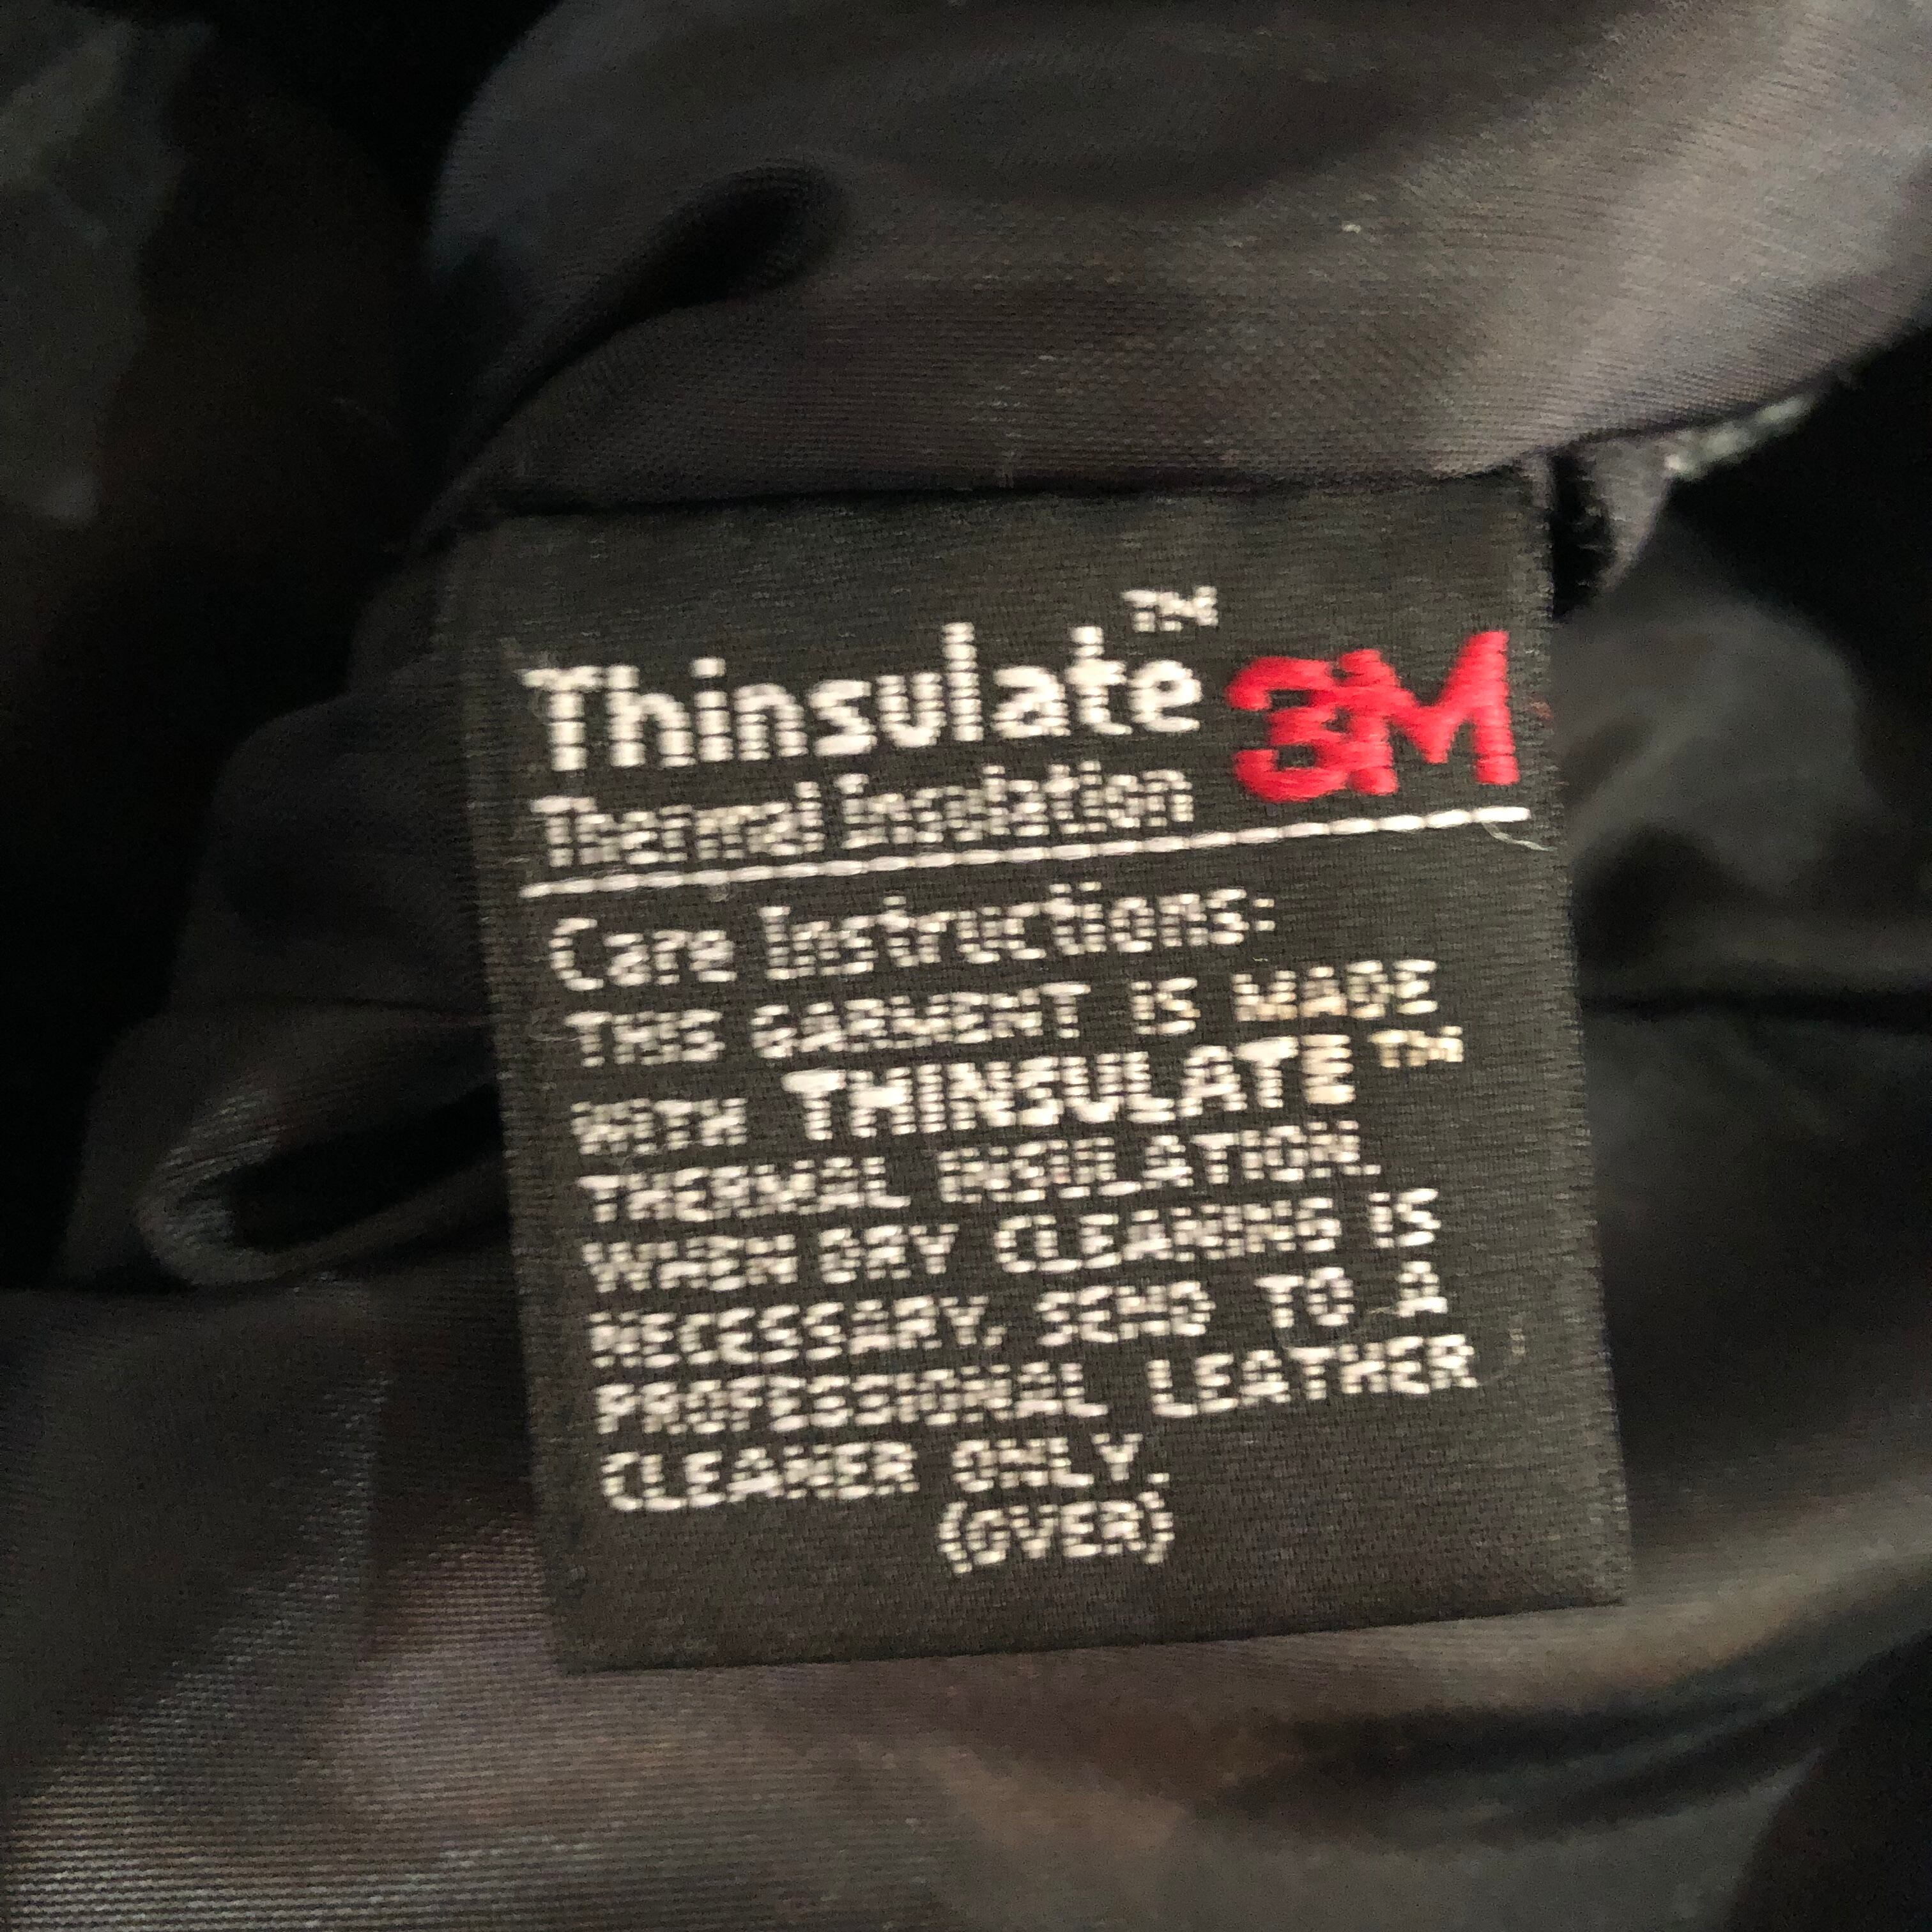 Thinsulate™ 3M
Thermal Insulation
Care Instructions:
THIS GARMENT IS MADE
WITH THINSULATE™
THERMAL INSULATION.
WHEN DRY CLEANING IS
NECESSARY, SEND TO A
PROFESSIONAL LEATHER
CLEANER ONLY.
(OVER)